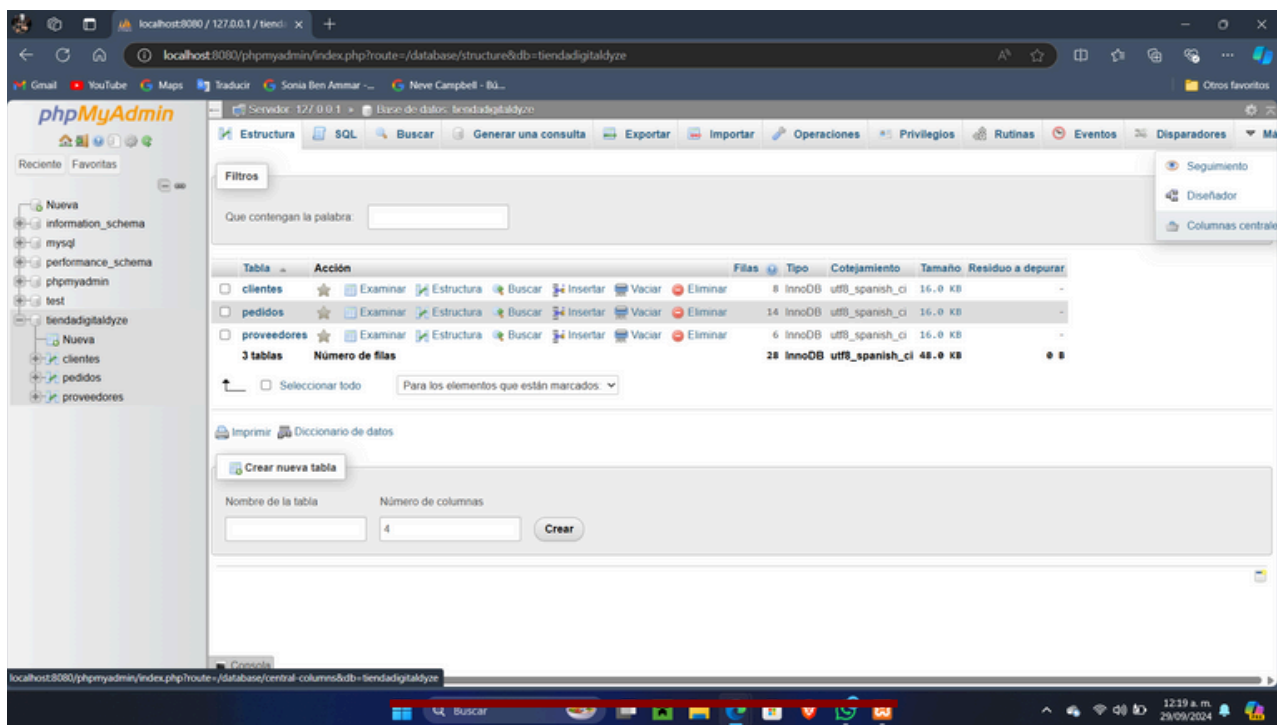 localhost:8080 / 127.0.0.1 / tiend
localhost:8080/phpmyadmin/index.php?route=/database/structure&db=tiendadigitaldyze
Gmail YouTube Maps Traducir Sonia Ben Ammar -... Neve Campbell - Bú... Otros favoritos
phpMyAdmin
Reciente Favoritas
Nueva
information_schema
mysql
performance_schema
phpmyadmin
test
tiendadigitaldyze
Nueva
clientes
pedidos
proveedores
Servidor: 127.0.0.1 » Base de datos: tiendadigitaldyze
Estructura SQL Buscar Generar una consulta Exportar Importar Operaciones Privilegios Rutinas Eventos Disparadores Má
Seguimiento
Diseñador
Columnas centrale
Filtros
Que contengan la palabra:
Tabla Acción Filas Tipo Cotejamiento Tamaño Residuo a depurar
clientes Examinar Estructura Buscar Insertar Vaciar Eliminar 8 InnoDB utf8_spanish_ci 16.0 KB -
pedidos Examinar Estructura Buscar Insertar Vaciar Eliminar 14 InnoDB utf8_spanish_ci 16.0 KB -
proveedores Examinar Estructura Buscar Insertar Vaciar Eliminar 6 InnoDB utf8_spanish_ci 16.0 KB -
3 tablas Número de filas 28 InnoDB utf8_spanish_ci 48.0 KB 0 B
Seleccionar todo Para los elementos que están marcados:
Imprimir Diccionario de datos
Crear nueva tabla
Nombre de la tabla Número de columnas
4 Crear
Consola
localhost:8080/phpmyadmin/index.php?route=/database/central-columns&db=tiendadigitaldyze
Buscar
12:19 a. m.
29/09/2024